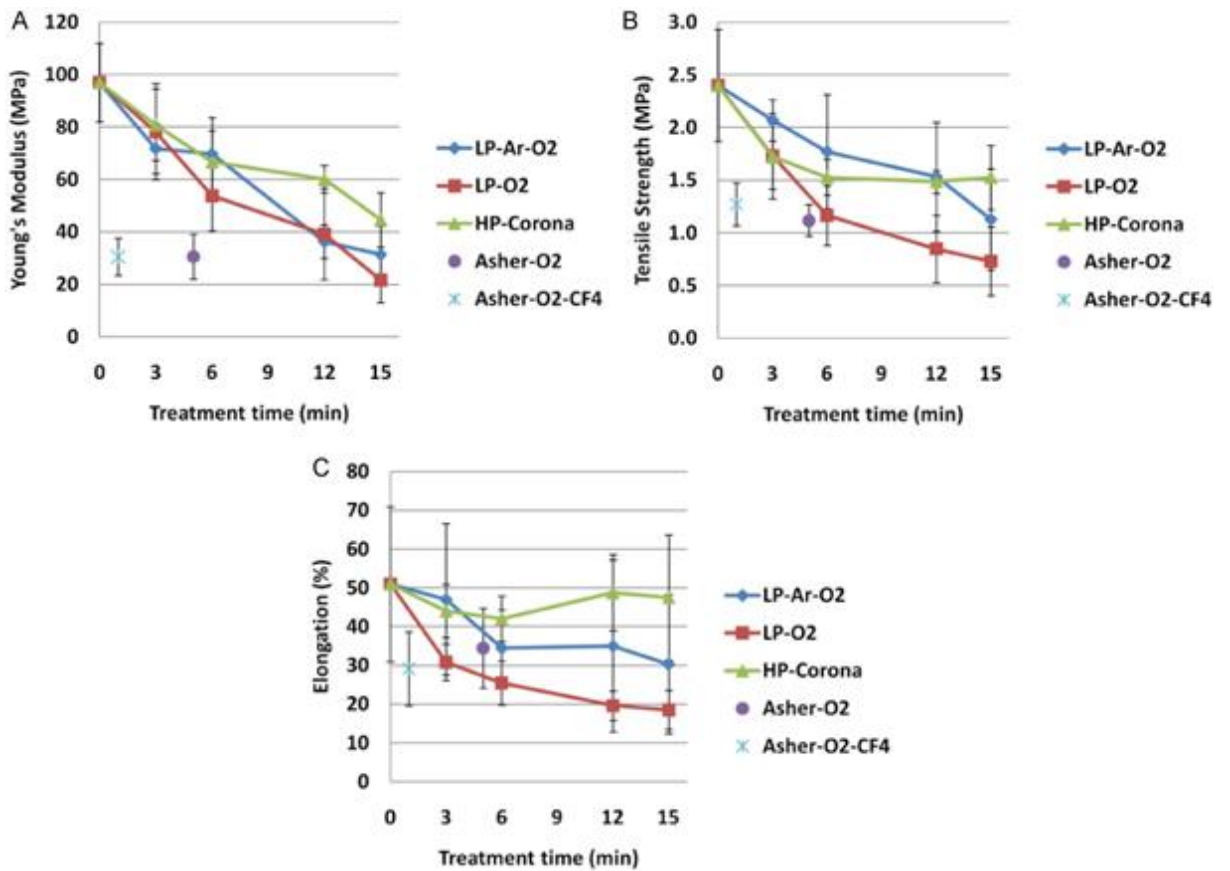 A
Young's Modulus (MPa)
120
100
80
60
40
20
0
0 3 6 9 12 15
Treatment time (min)
LP-Ar-O2
LP-O2
HP-Corona
Asher-O2
Asher-O2-CF4
B
Tensile Strength (MPa)
3.0
2.5
2.0
1.5
1.0
0.5
0.0
0 3 6 9 12 15
Treatment time (min)
LP-Ar-O2
LP-O2
HP-Corona
Asher-O2
Asher-O2-CF4
C
Elongation (%)
80
70
60
50
40
30
20
10
0
0 3 6 9 12 15
Treatment time (min)
LP-Ar-O2
LP-O2
HP-Corona
Asher-O2
Asher-O2-CF4